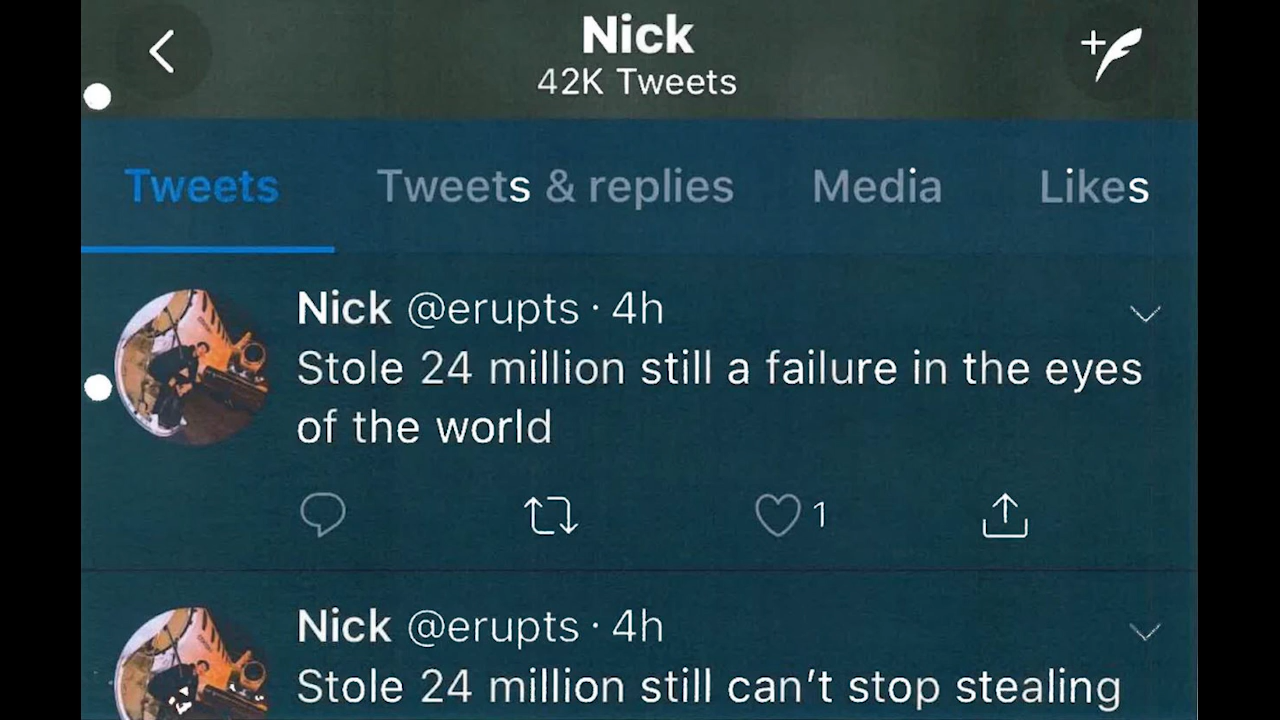 Nick
42K Tweets
Tweets Tweets & replies Media Likes
Nick @erupts · 4h
Stole 24 million still a failure in the eyes
of the world
1
Nick @erupts · 4h
Stole 24 million still can't stop stealing